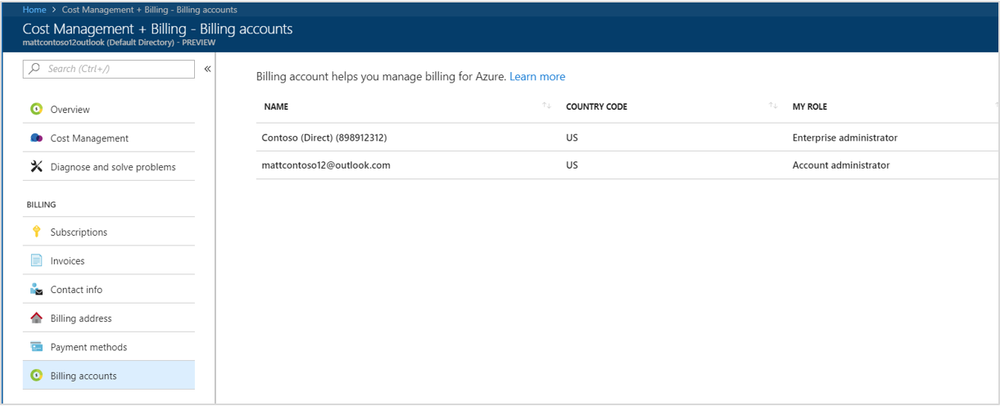 Home > Cost Management + Billing - Billing accounts
Cost Management + Billing - Billing accounts
mattcontoso12outlook (Default Directory) - PREVIEW
Search (Ctrl+/)
Overview
Cost Management
Diagnose and solve problems
BILLING
Subscriptions
Invoices
Contact info
Billing address
Payment methods
Billing accounts
Billing account helps you manage billing for Azure. Learn more
NAME COUNTRY CODE MY ROLE
Contoso (Direct) (898912312) US Enterprise administrator
mattcontoso12@outlook.com US Account administrator